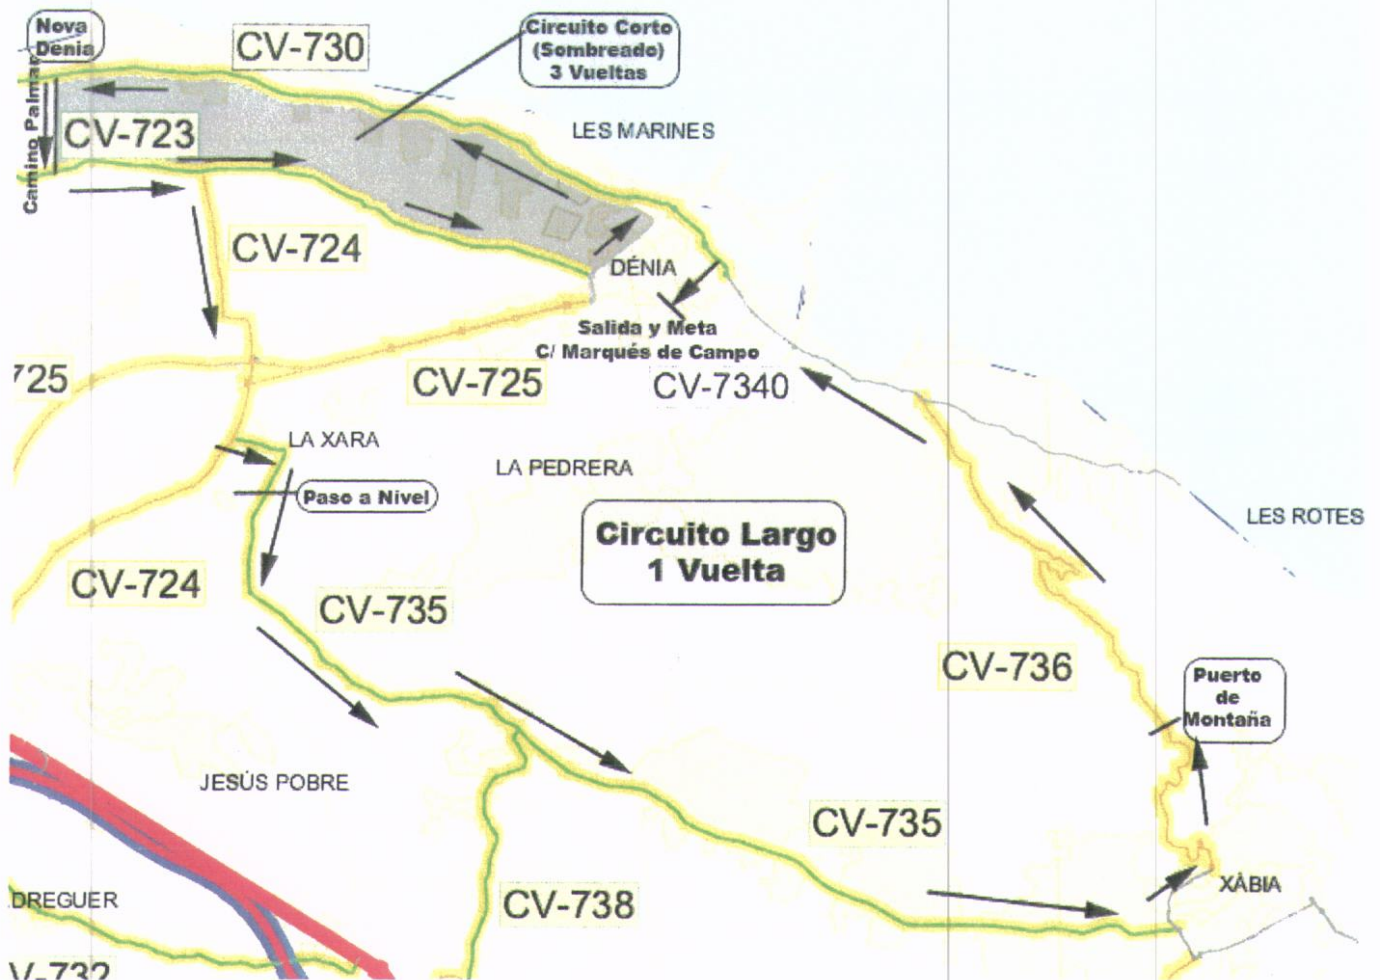 Nova
Denia
CV-730
Circuito Corto
(Sombreado)
3 Vueltas
Camino Palmar
CV-723
LES MARINES
CV-724
DÉNIA
Salida y Meta
C/ Marqués de Campo
725
CV-725
CV-7340
LA XARA
LA PEDRERA
Paso a Nivel
LES ROTES
Circuito Largo
1 Vuelta
CV-724
CV-735
CV-736
Puerto
de
Montaña
JESÚS POBRE
CV-735
XÀBIA
DREGUER
CV-738
V-732